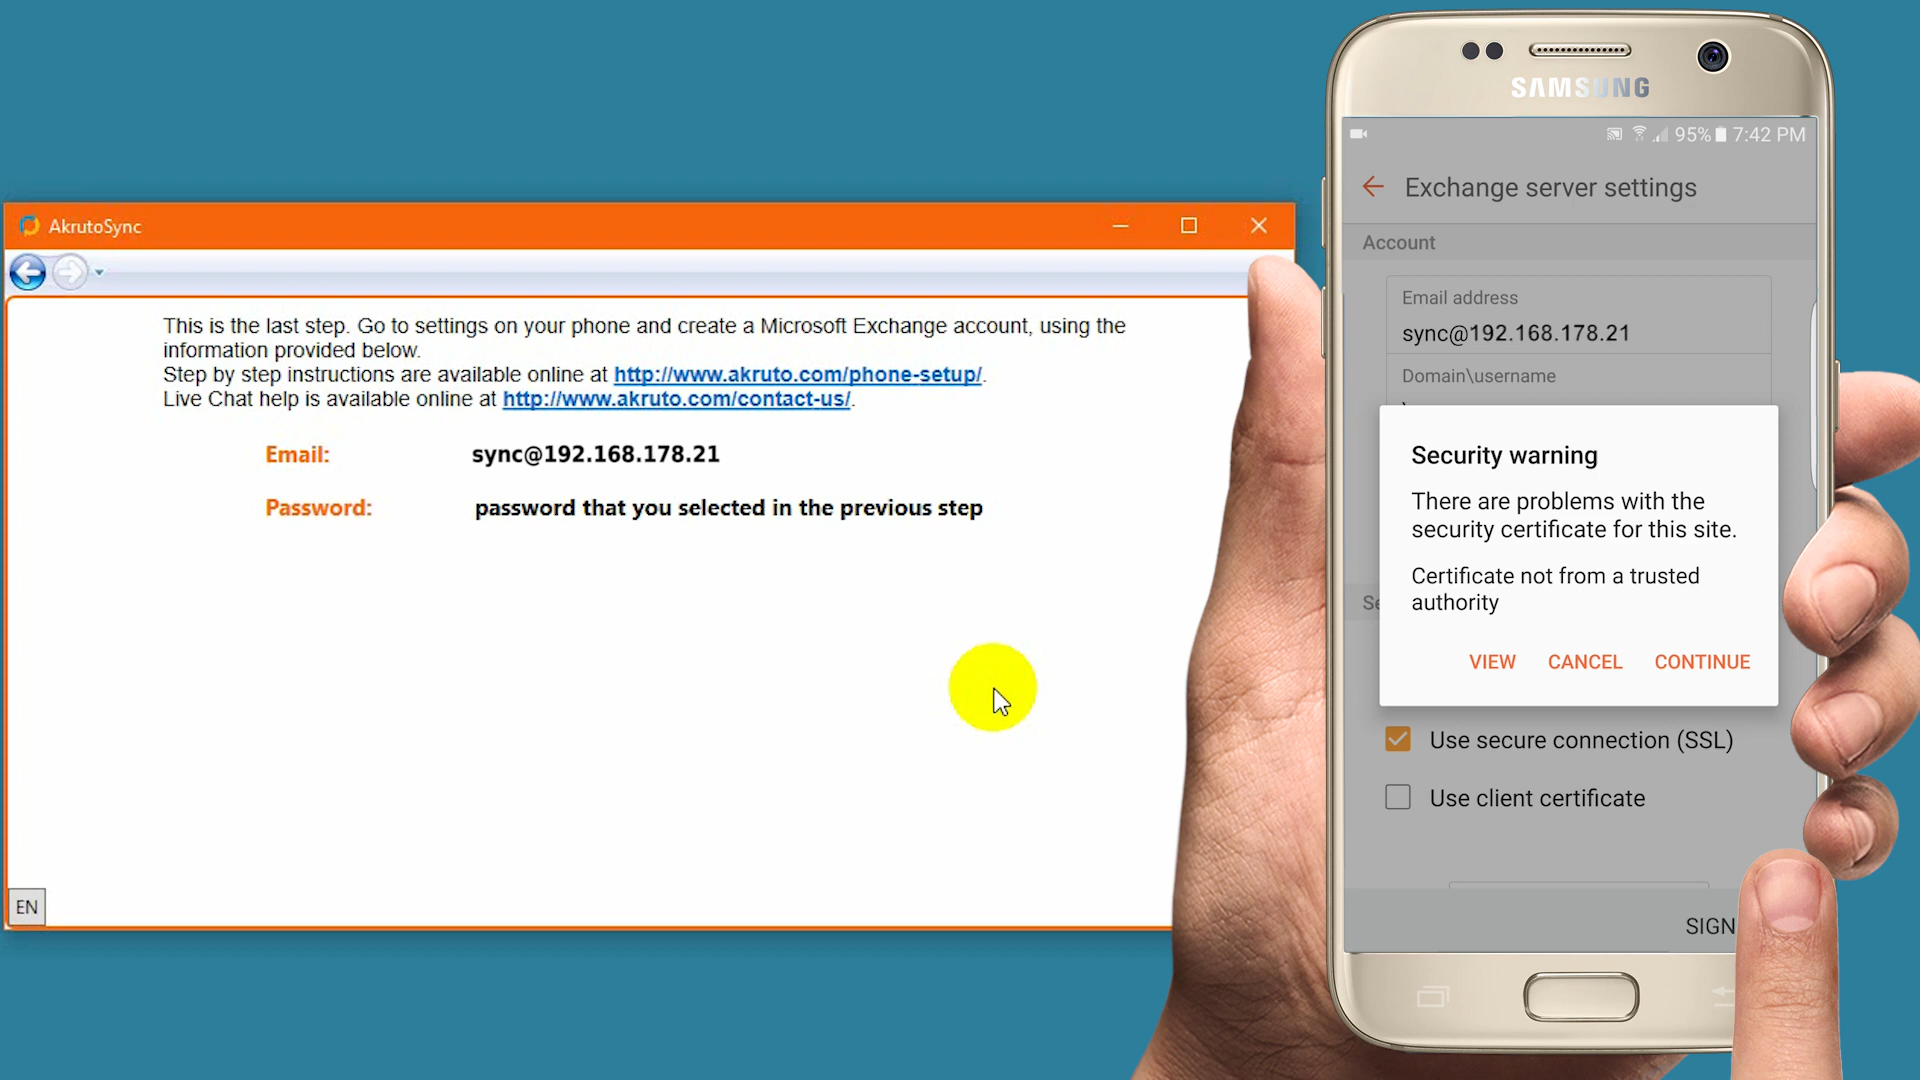 AkrutoSync
This is the last step. Go to settings on your phone and create a Microsoft Exchange account, using the
information provided below.
Step by step instructions are available online at http://www.akruto.com/phone-setup/.
Live Chat help is available online at http://www.akruto.com/contact-us/.
Email: sync@192.168.178.21
Password: password that you selected in the previous step
EN
SAMSUNG
95% 7:42 PM
Exchange server settings
Account
Email address
sync@192.168.178.21
Domain\username
\
Security warning
There are problems with the
security certificate for this site.
Certificate not from a trusted
authority
VIEW CANCEL CONTINUE
Se
Use secure connection (SSL)
Use client certificate
SIGN